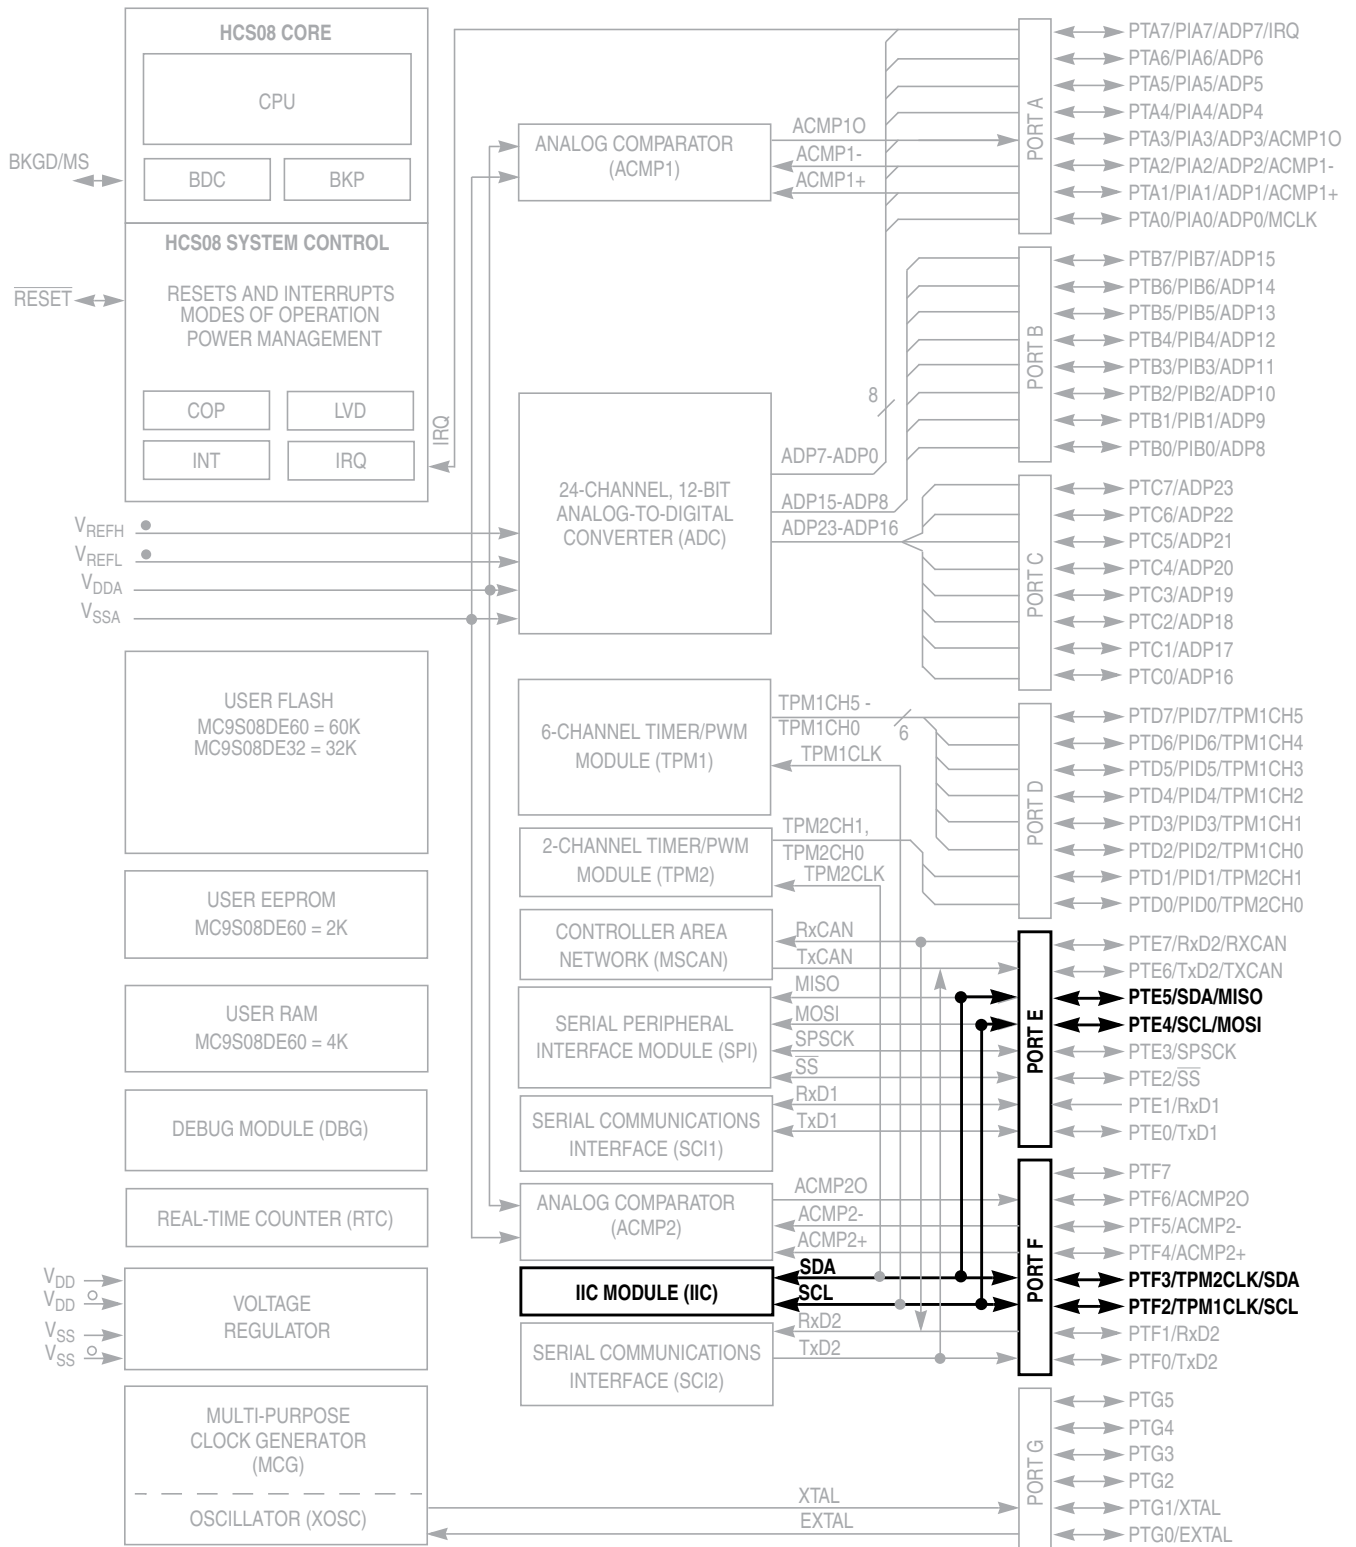 HCS08 CORE
CPU
BDC
BKP
BKGD/MS
HCS08 SYSTEM CONTROL
RESETS AND INTERRUPTS
MODES OF OPERATION
POWER MANAGEMENT
RESET
COP
LVD
INT
IRQ
IRQ
VREFH
VREFL
VDDA
VSSA
USER FLASH
MC9S08DE60 = 60K
MC9S08DE32 = 32K
USER EEPROM
MC9S08DE60 = 2K
USER RAM
MC9S08DE60 = 4K
DEBUG MODULE (DBG)
REAL-TIME COUNTER (RTC)
VDD
VDD
VSS
VSS
VOLTAGE
REGULATOR
MULTI-PURPOSE
CLOCK GENERATOR
(MCG)
OSCILLATOR (XOSC)
XTAL
EXTAL
ANALOG COMPARATOR
(ACMP1)
ACMP1O
ACMP1-
ACMP1+
24-CHANNEL, 12-BIT
ANALOG-TO-DIGITAL
CONVERTER (ADC)
8
ADP7-ADP0
ADP15-ADP8
ADP23-ADP16
6-CHANNEL TIMER/PWM
MODULE (TPM1)
TPM1CH5 -
TPM1CH0
6
TPM1CLK
2-CHANNEL TIMER/PWM
MODULE (TPM2)
TPM2CH1,
TPM2CH0
TPM2CLK
CONTROLLER AREA
NETWORK (MSCAN)
RxCAN
TxCAN
SERIAL PERIPHERAL
INTERFACE MODULE (SPI)
MISO
MOSI
SPSCK
SS
SERIAL COMMUNICATIONS
INTERFACE (SCI1)
RxD1
TxD1
ANALOG COMPARATOR
(ACMP2)
ACMP2O
ACMP2-
ACMP2+
IIC MODULE (IIC)
SDA
SCL
SERIAL COMMUNICATIONS
INTERFACE (SCI2)
RxD2
TxD2
PORT A
PTA7/PIA7/ADP7/IRQ
PTA6/PIA6/ADP6
PTA5/PIA5/ADP5
PTA4/PIA4/ADP4
PTA3/PIA3/ADP3/ACMP1O
PTA2/PIA2/ADP2/ACMP1-
PTA1/PIA1/ADP1/ACMP1+
PTA0/PIA0/ADP0/MCLK
PORT B
PTB7/PIB7/ADP15
PTB6/PIB6/ADP14
PTB5/PIB5/ADP13
PTB4/PIB4/ADP12
PTB3/PIB3/ADP11
PTB2/PIB2/ADP10
PTB1/PIB1/ADP9
PTB0/PIB0/ADP8
PORT C
PTC7/ADP23
PTC6/ADP22
PTC5/ADP21
PTC4/ADP20
PTC3/ADP19
PTC2/ADP18
PTC1/ADP17
PTC0/ADP16
PORT D
PTD7/PID7/TPM1CH5
PTD6/PID6/TPM1CH4
PTD5/PID5/TPM1CH3
PTD4/PID4/TPM1CH2
PTD3/PID3/TPM1CH1
PTD2/PID2/TPM1CH0
PTD1/PID1/TPM2CH1
PTD0/PID0/TPM2CH0
PORT E
PTE7/RxD2/RXCAN
PTE6/TxD2/TXCAN
PTE5/SDA/MISO
PTE4/SCL/MOSI
PTE3/SPSCK
PTE2/SS
PTE1/RxD1
PTE0/TxD1
PORT F
PTF7
PTF6/ACMP2O
PTF5/ACMP2-
PTF4/ACMP2+
PTF3/TPM2CLK/SDA
PTF2/TPM1CLK/SCL
PTF1/RxD2
PTF0/TxD2
PORT G
PTG5
PTG4
PTG3
PTG2
PTG1/XTAL
PTG0/EXTAL